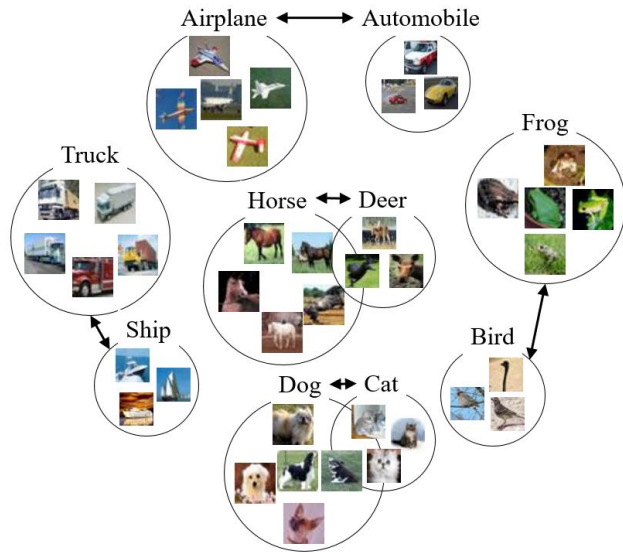 Airplane Automobile
Frog
Truck
Horse Deer
Ship
Bird
Dog Cat